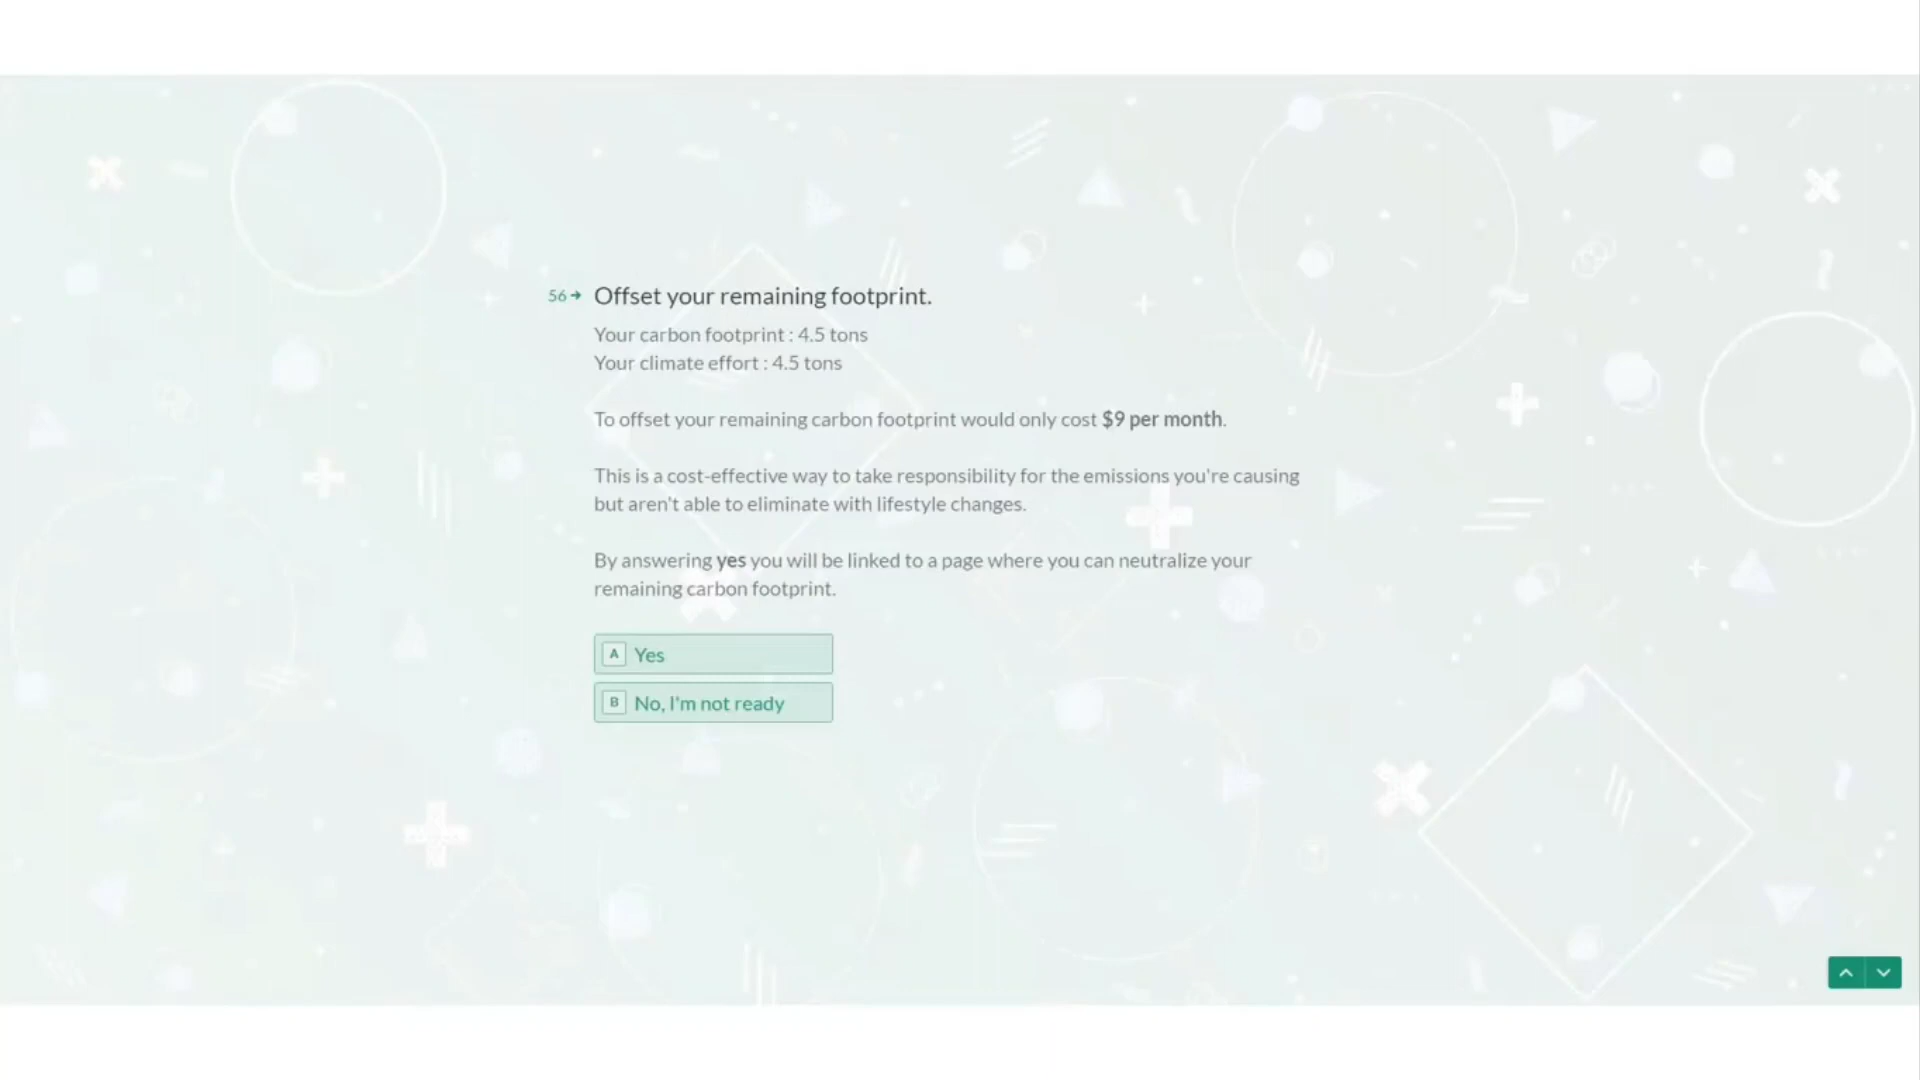 56 → Offset your remaining footprint.
Your carbon footprint : 4.5 tons
Your climate effort : 4.5 tons
To offset your remaining carbon footprint would only cost $9 per month.
This is a cost-effective way to take responsibility for the emissions you're causing
but aren't able to eliminate with lifestyle changes.
By answering yes you will be linked to a page where you can neutralize your
remaining carbon footprint.
A Yes
B No, I'm not ready